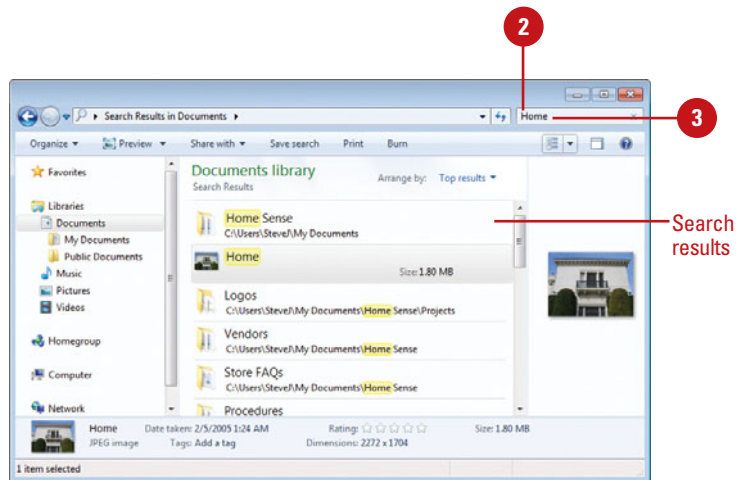 2
Search Results in Documents
Home
3
Organize Preview Share with Save search Print Burn
Favorites
Libraries
Documents
My Documents
Public Documents
Music
Pictures
Videos
Homegroup
Computer
Network
Documents library
Search Results
Arrange by: Top results
Home Sense
C:\Users\SteveJ\My Documents
Home
Size: 1.80 MB
Logos
C:\Users\SteveJ\My Documents\Home Sense\Projects
Vendors
C:\Users\SteveJ\My Documents\Home Sense
Store FAQs
C:\Users\SteveJ\My Documents\Home Sense
Procedures
Search
results
Home Date taken: 2/5/2005 1:24 AM Rating: Size: 1.80 MB
JPEG image Tags: Add a tag Dimensions: 2272 x 1704
1 item selected